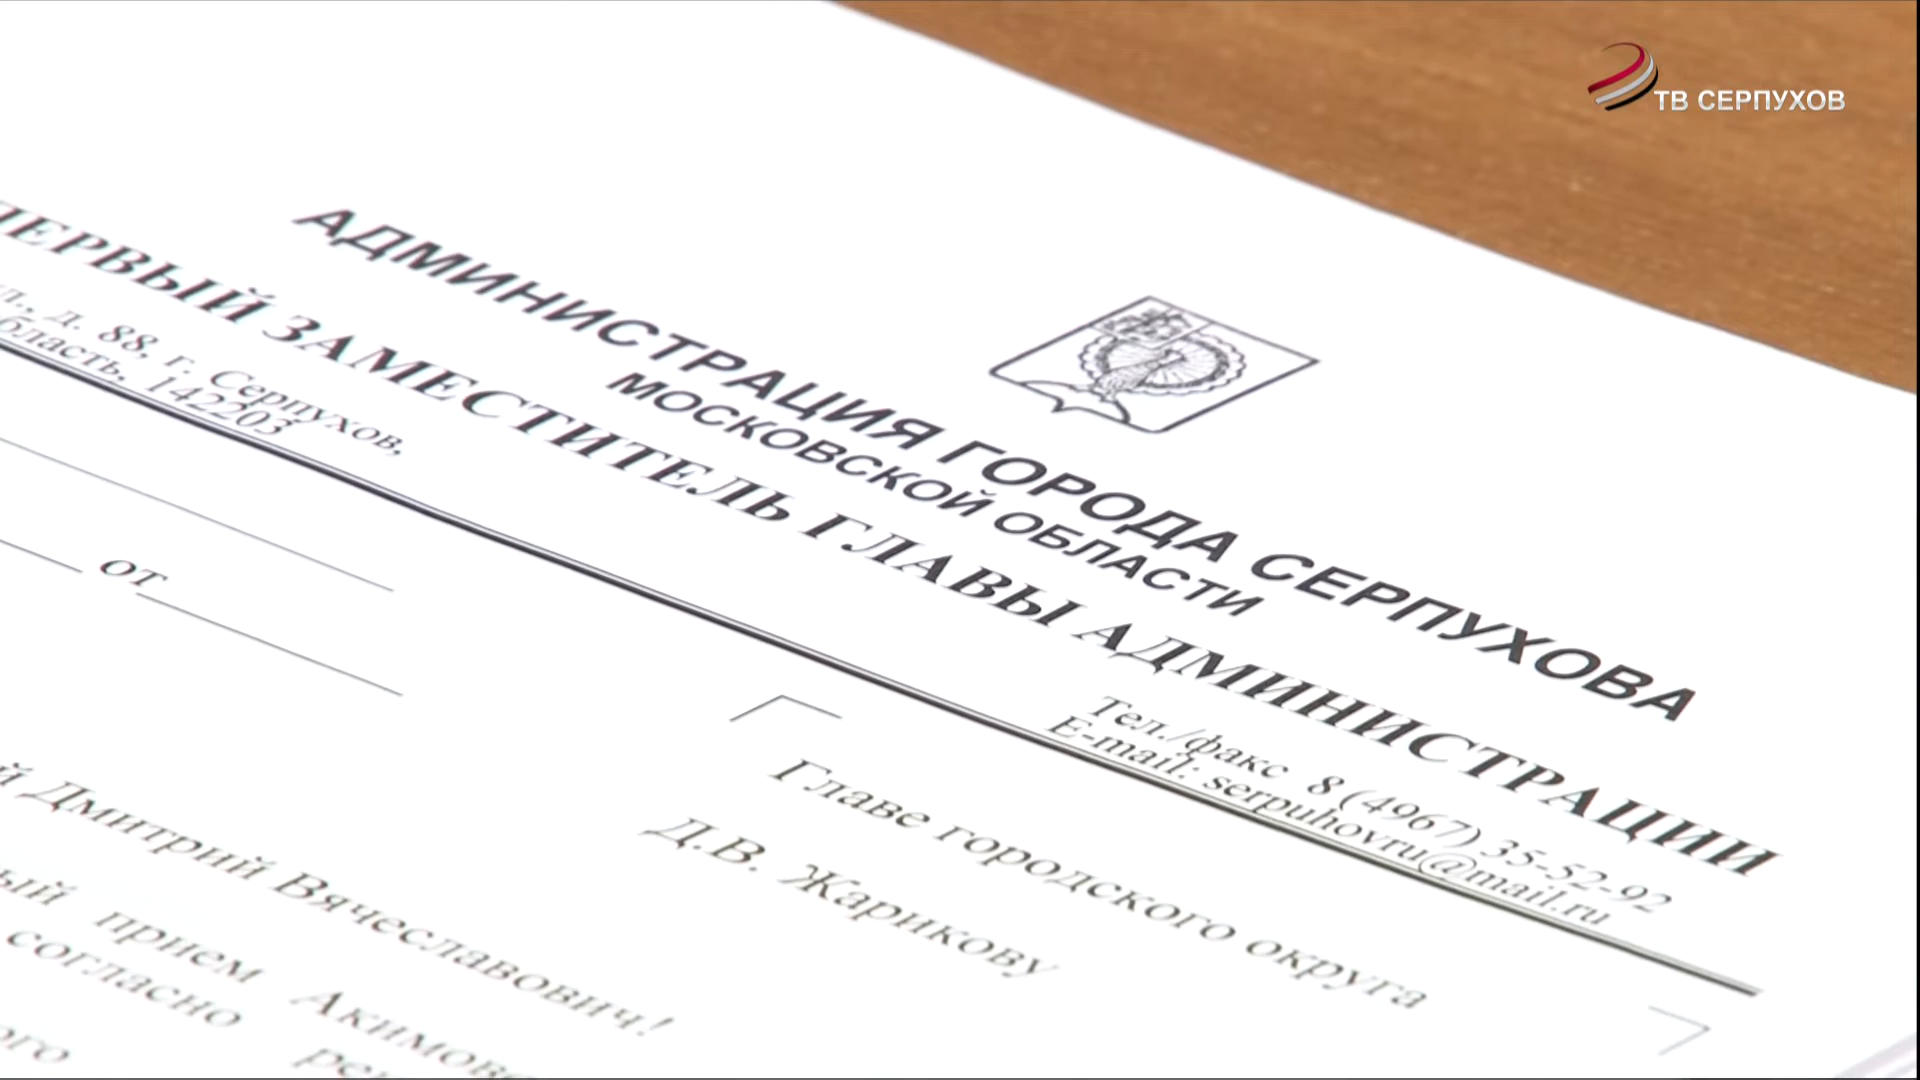 ТВ СЕРПУХОВ
АДМИНИСТРАЦИЯ ГОРОДА СЕРПУХОВА
МОСКОВСКОЙ ОБЛАСТИ
ПЕРВЫЙ ЗАМЕСТИТЕЛЬ ГЛАВЫ АДМИНИСТРАЦИИ
д. 88, г. Серпухов,
область, 142203
Тел./факс 8 (4967) 35-52-92
E-mail: serpuhovru@mail.ru
от
Главе городского округа
Д.В. Жарикову
Дмитрий Вячеславович!
прием Акимов
согласно